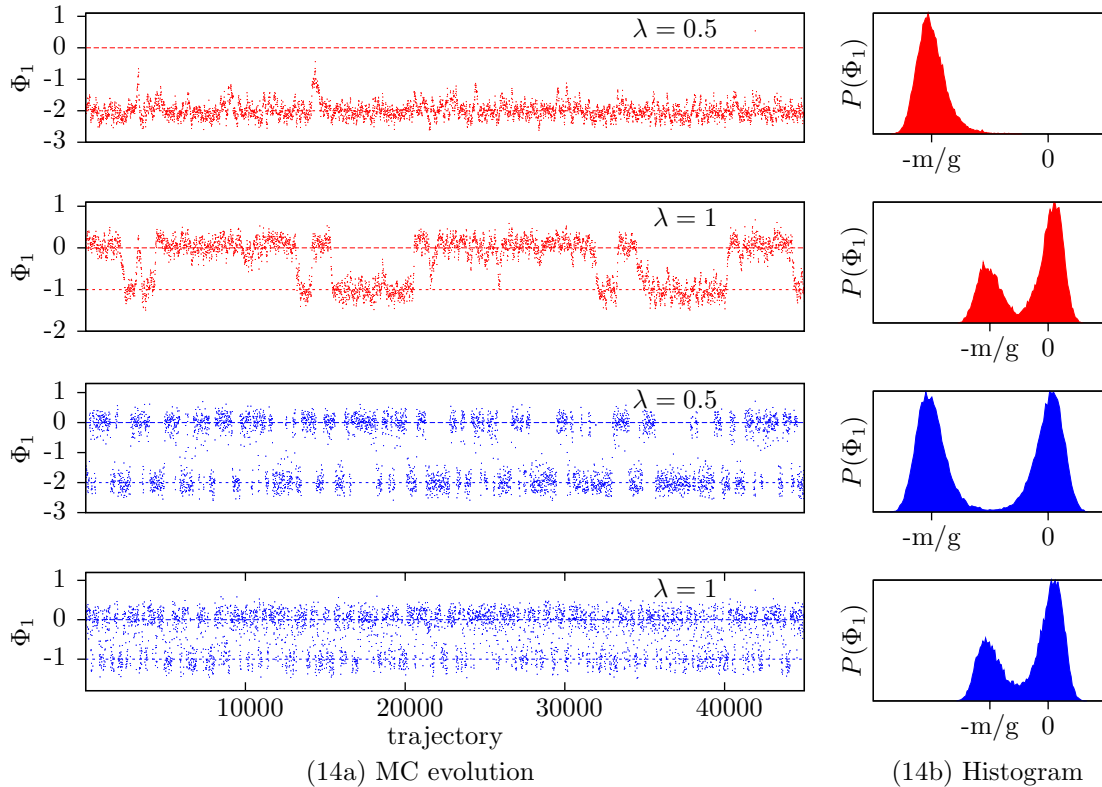 1
0
-1
-2
-3
Φ1
λ = 0.5
P(Φ1)
-m/g
0
1
0
-1
-2
Φ1
λ = 1
P(Φ1)
-m/g
0
1
0
-1
-2
-3
Φ1
λ = 0.5
P(Φ1)
-m/g
0
1
0
-1
Φ1
λ = 1
10000
20000
30000
40000
trajectory
P(Φ1)
-m/g
0
(14a) MC evolution
(14b) Histogram